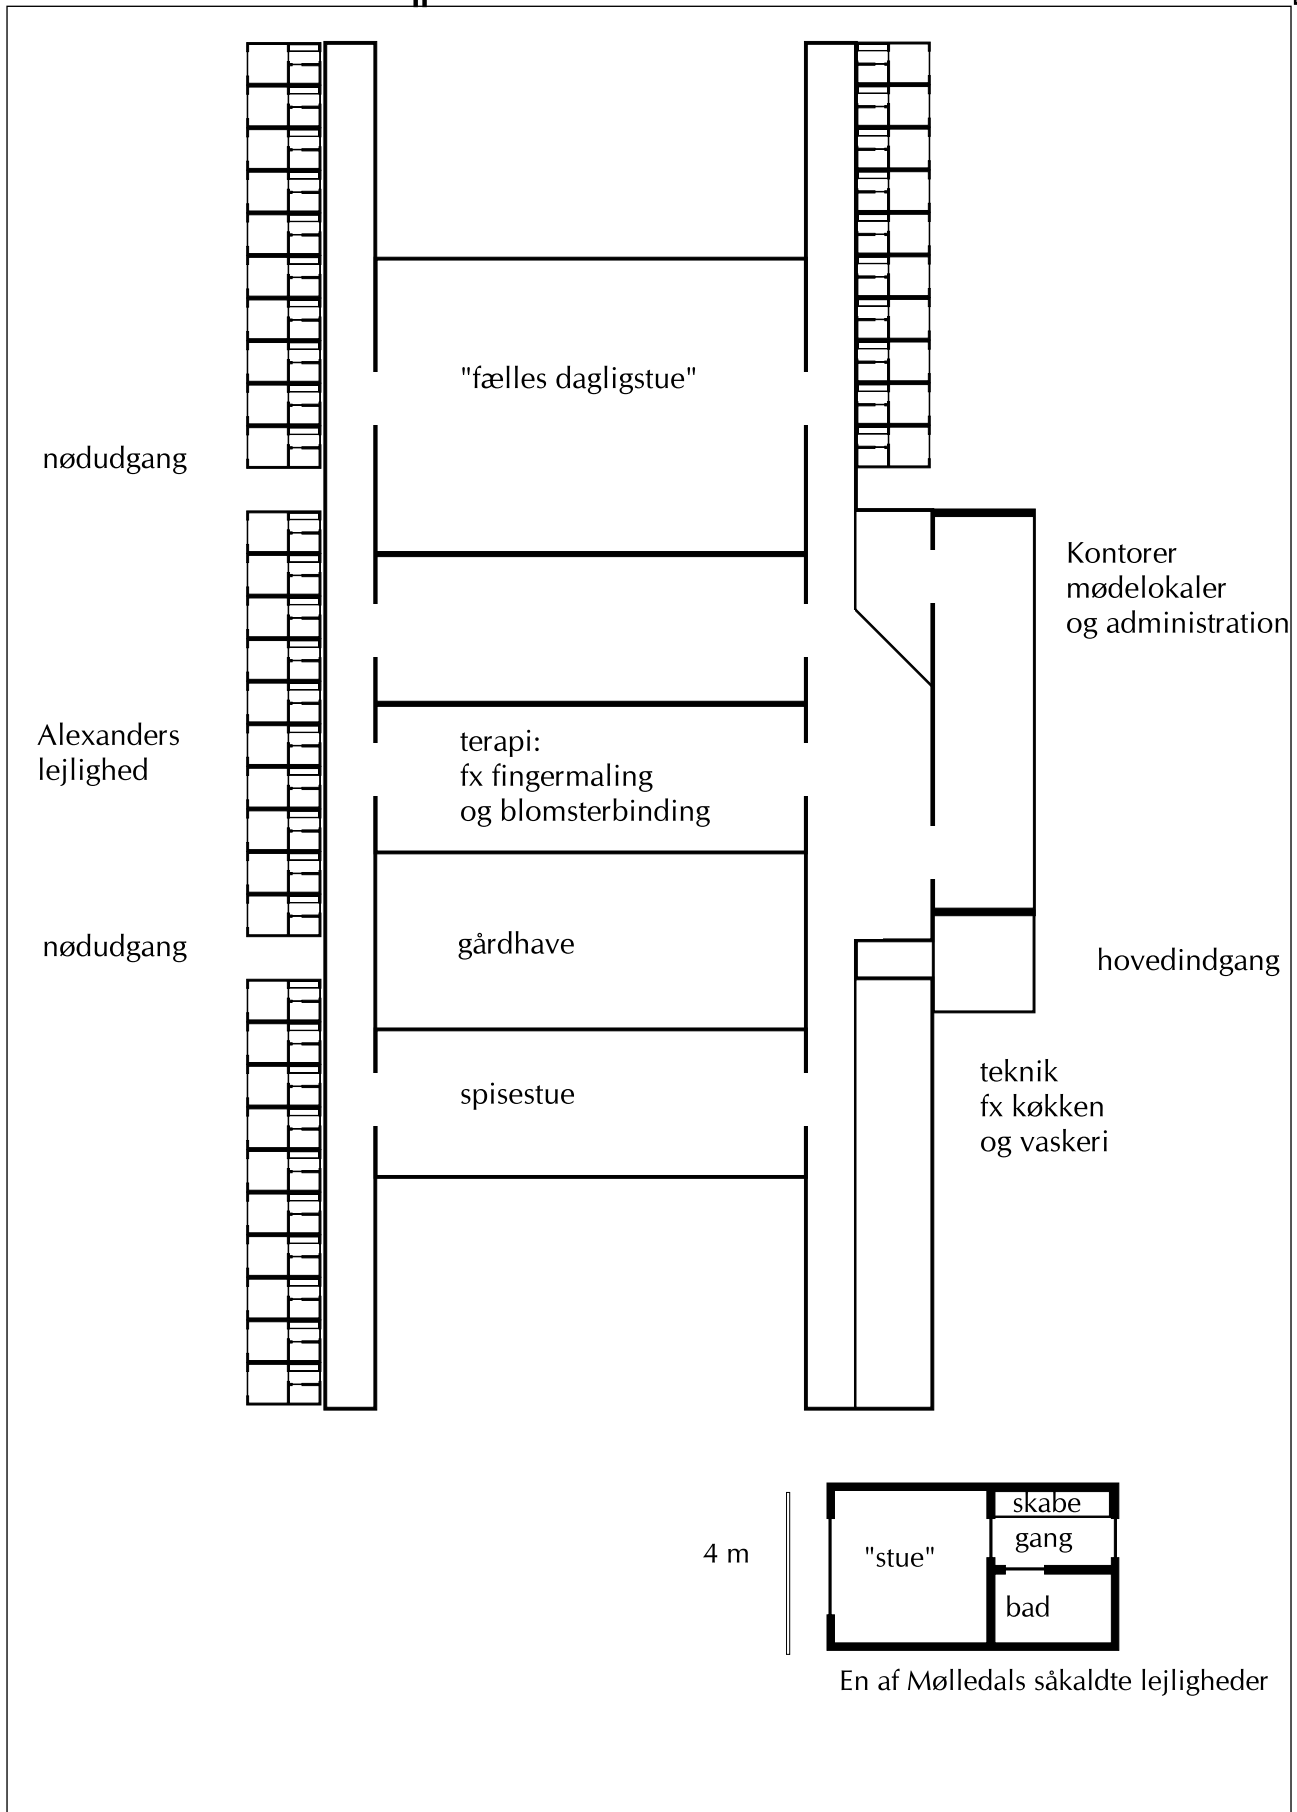 "fælles dagligstue"
nødudgang
Kontorer
mødelokaler
og administration
Alexanders
lejlighed
terapi:
fx fingermaling
og blomsterbinding
nødudgang
gårdhave
hovedindgang
spisestue
teknik
fx køkken
og vaskeri
4 m
"stue"
skabe
gang
bad
En af Mølledals såkaldte lejligheder